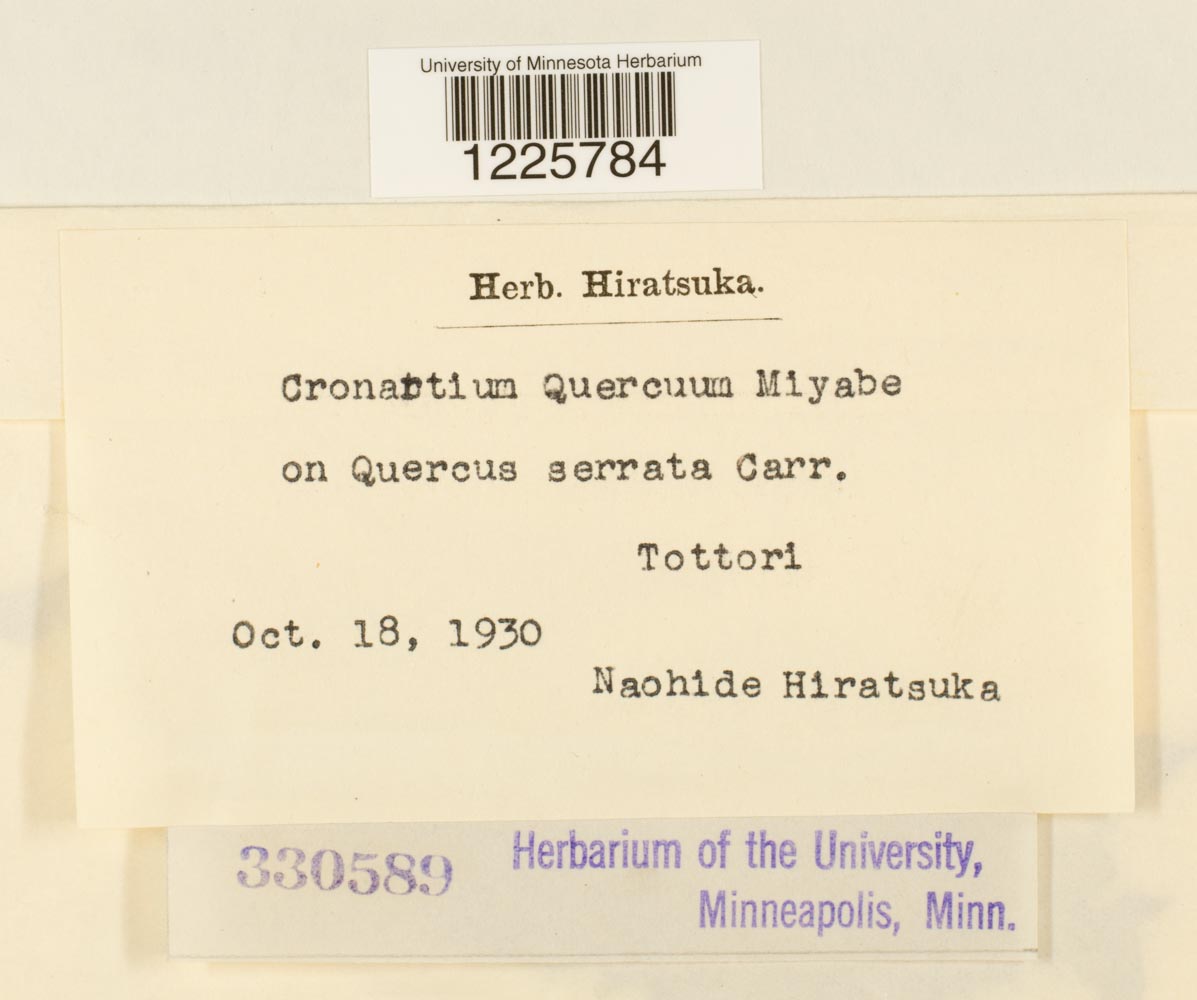 University of Minnesota Herbarium
1225784
Herb. Hiratsuka.
Cronartium Quercuum Miyabe
on Quercus serrata Carr.
Tottori
Oct. 18, 1930
Naohide Hiratsuka
330589
Herbarium of the University,
Minneapolis, Minn.